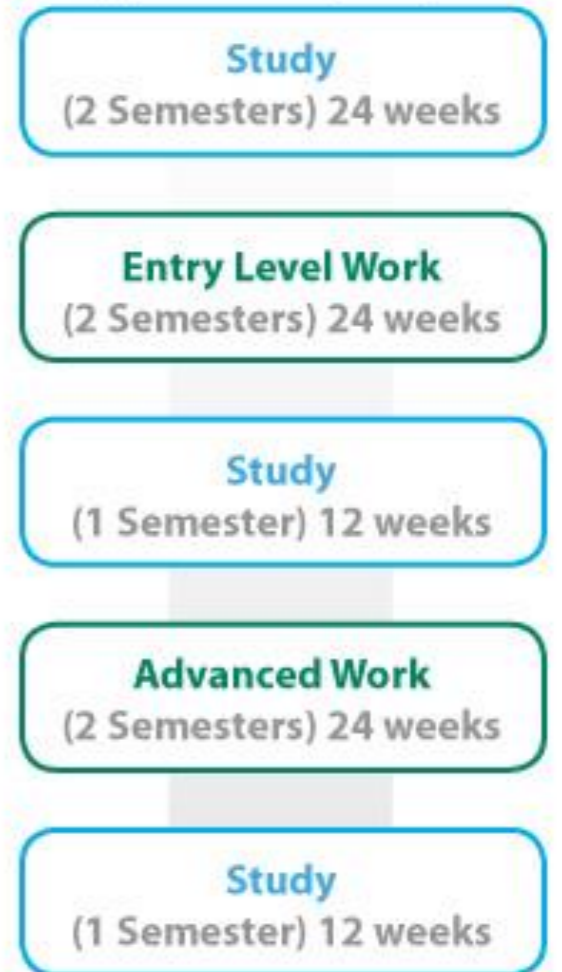 Study
(2 Semesters) 24 weeks
Entry Level Work
(2 Semesters) 24 weeks
Study
(1 Semester) 12 weeks
Advanced Work
(2 Semesters) 24 weeks
Study
(1 Semester) 12 weeks